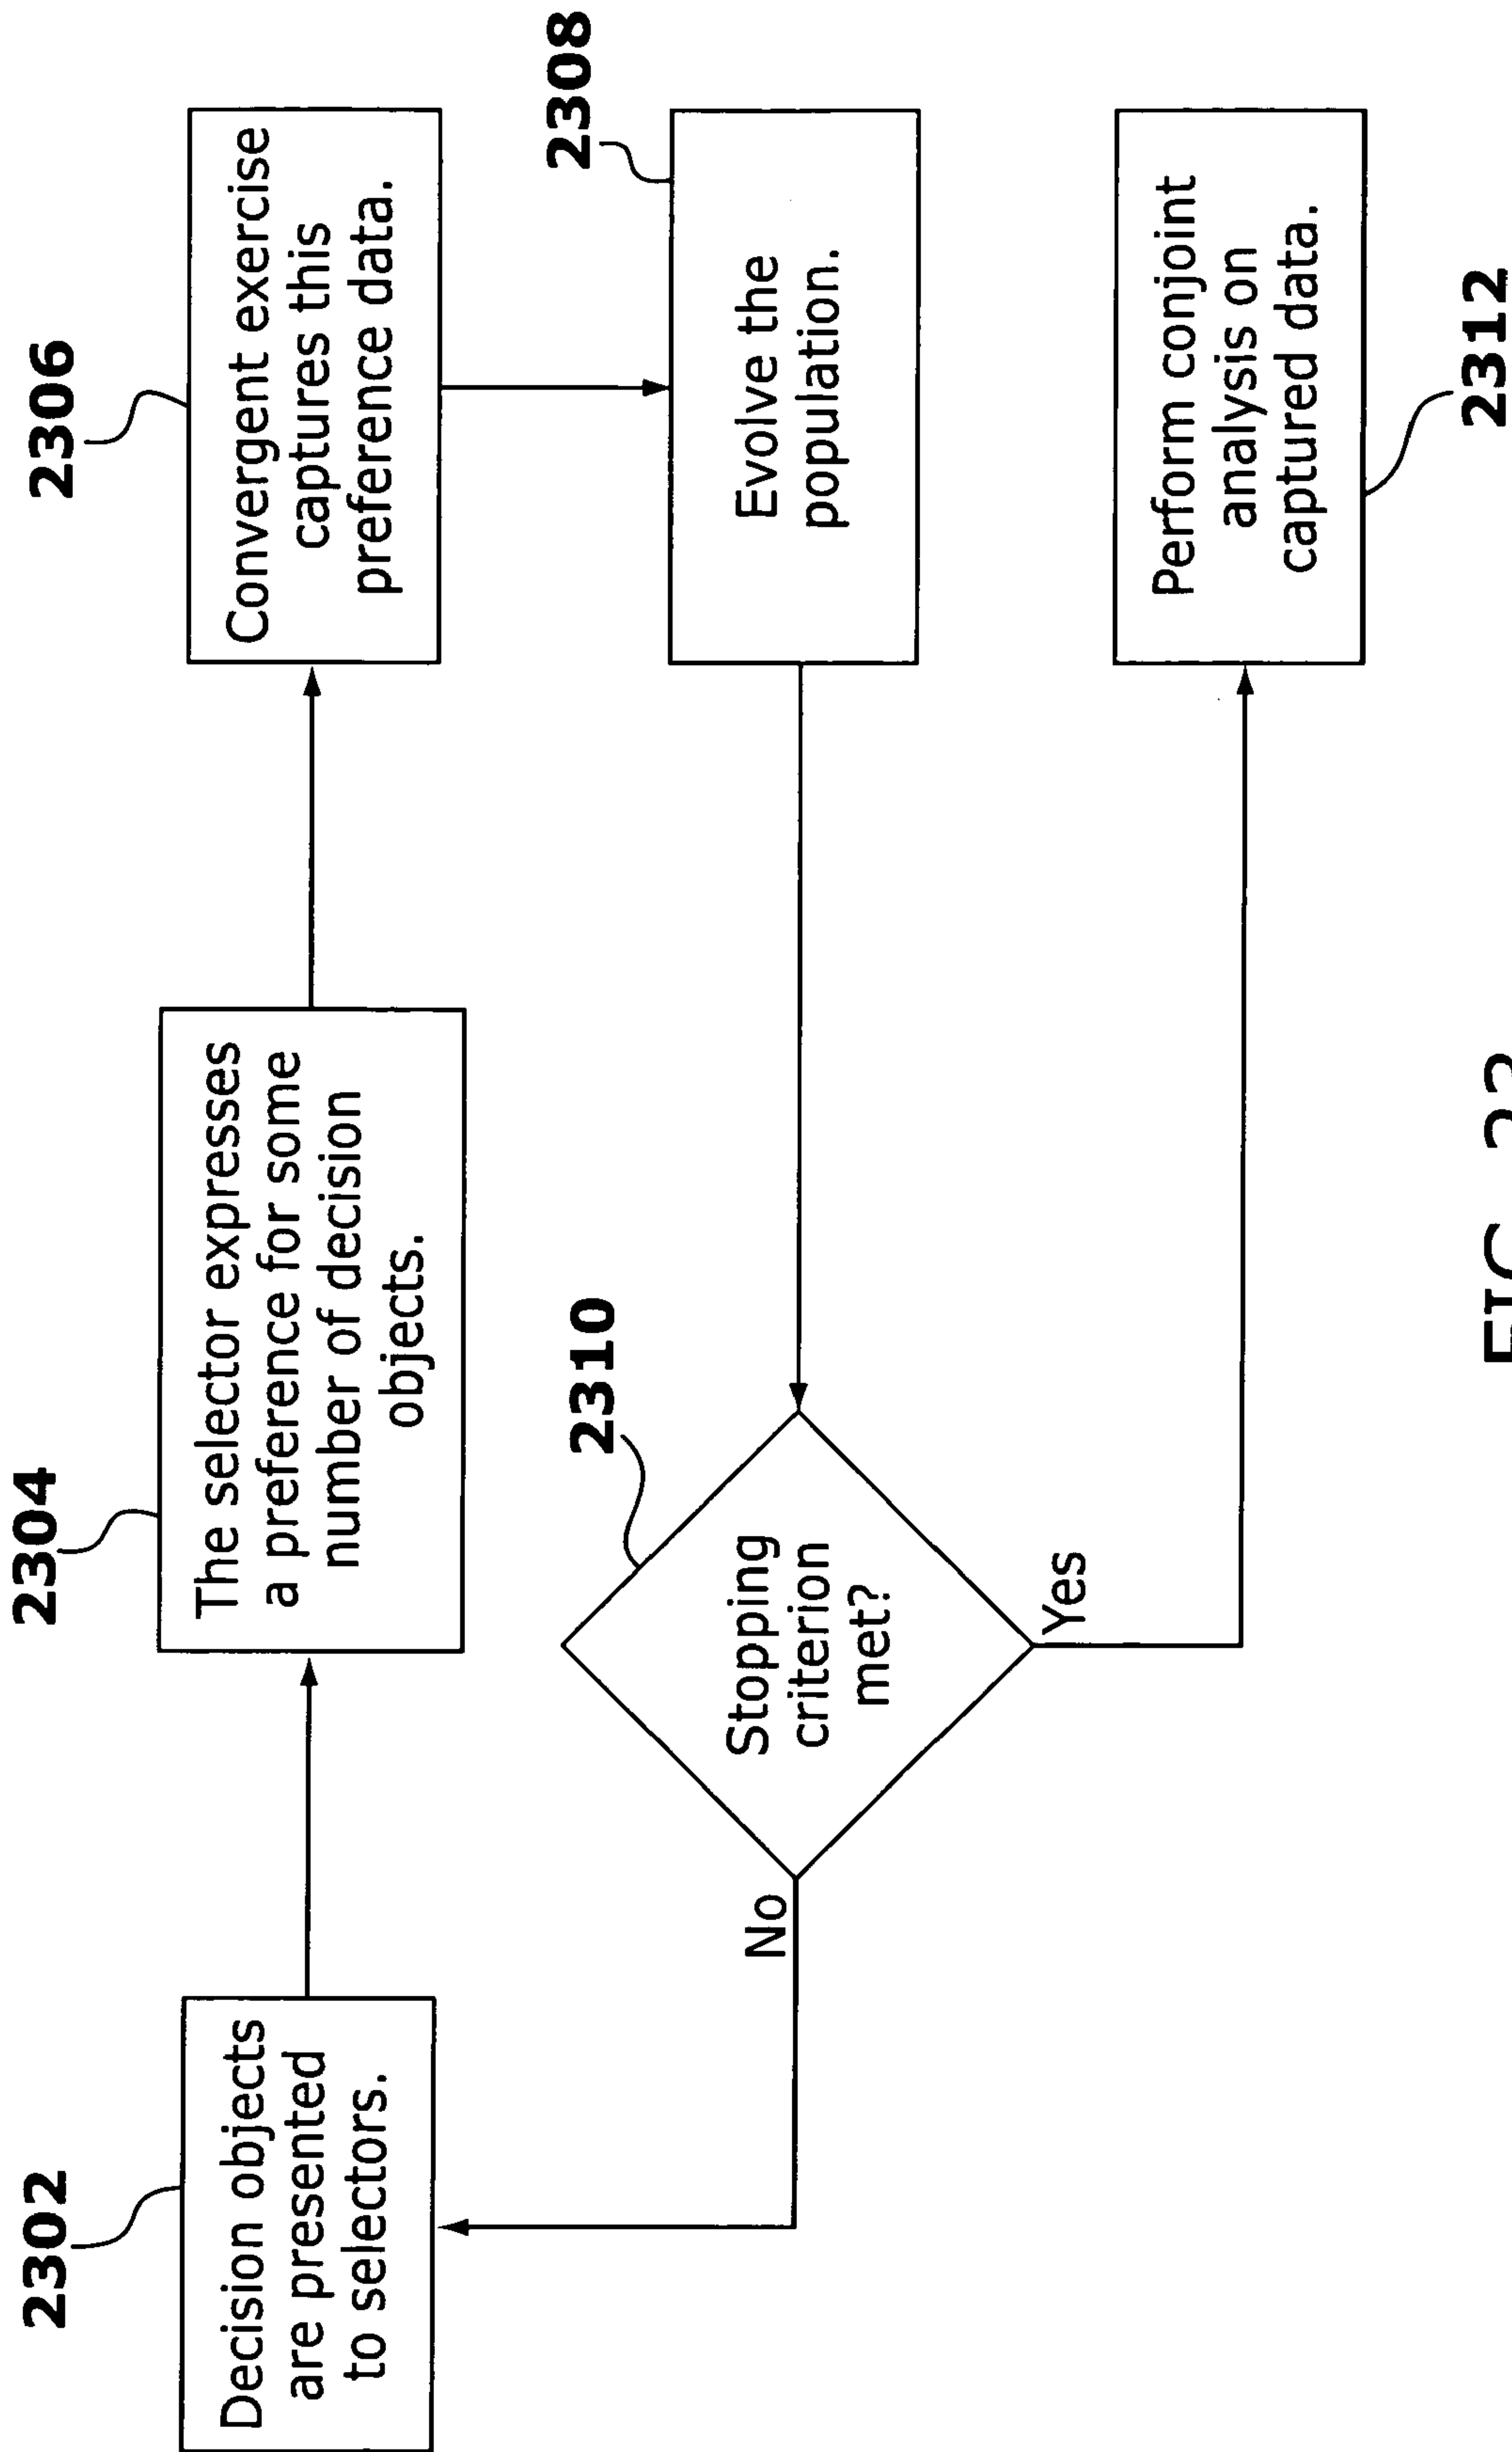 2302
Decision objects
are presented
to selectors.
2304
The selector expresses
a preference for some
number of decision
objects.
2306
Convergent exercise
captures this
preference data.
2308
Evolve the
population.
2310
Stopping
criterion
met?
No
Yes
Perform conjoint
analysis on
captured data.
2312
FIG. 23